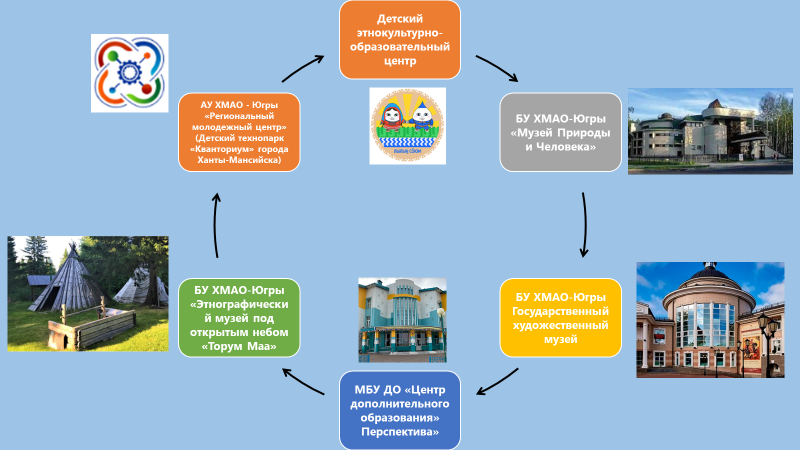 Детский
этнокультурно-
образовательный
центр
АУ ХМАО - Югры
«Региональный
молодежный центр»
(Детский технопарк
«Кванториум» города
Ханты-Мансийска)
БУ ХМАО-Югры
«Музей Природы
и Человека»
БУ ХМАО-Югры
«Этнографически
й музей под
открытым небом
«Торум Маа»
БУ ХМАО-Югры
Государственный
художественный
музей
МБУ ДО «Центр
дополнительного
образования»
Перспектива»